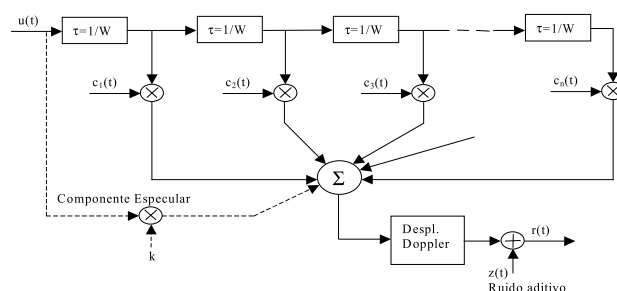 u(t)
τ=1/W
τ=1/W
τ=1/W
τ=1/W
c1(t)
c2(t)
c3(t)
cn(t)
Σ
Componente Especular
k
Despl.
Doppler
r(t)
z(t)
Ruido aditivo